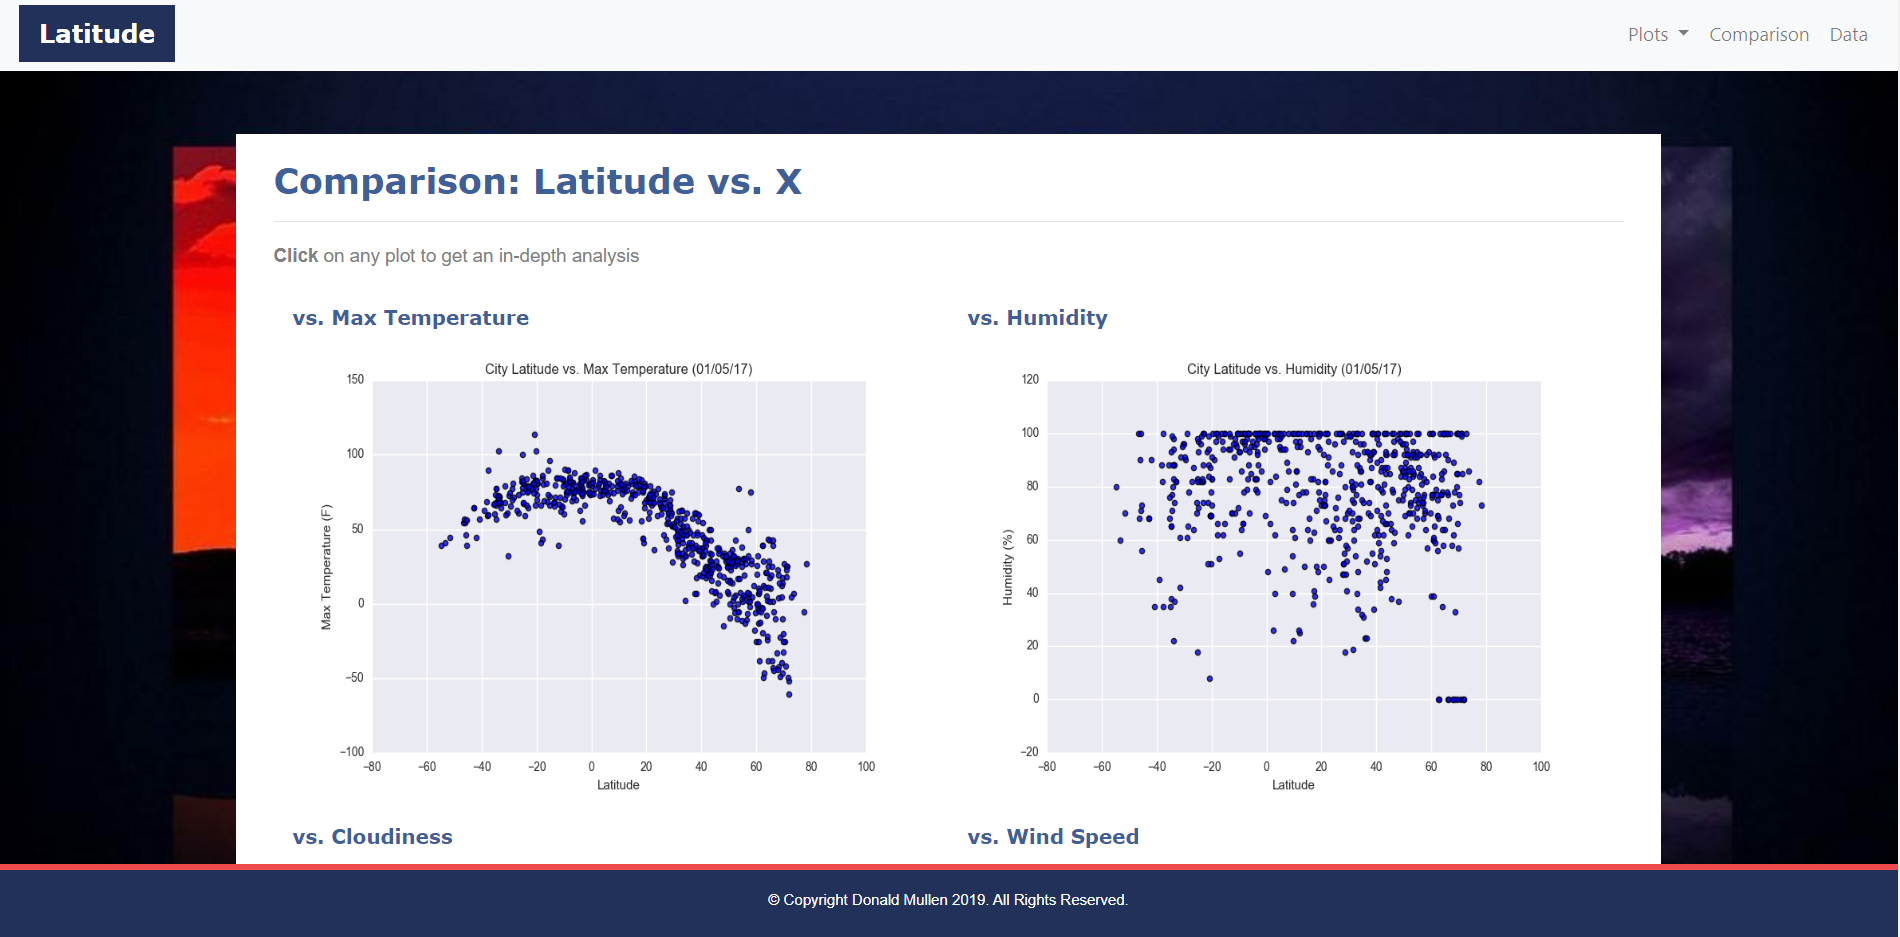 Latitude
Plots Comparison Data
Comparison: Latitude vs. X
Click on any plot to get an in-depth analysis
vs. Max Temperature
City Latitude vs. Max Temperature (01/05/17)
150
100
50
0
−50
−100
Max Temperature (F)
−80 −60 −40 −20 0 20 40 60 80 100
Latitude
vs. Humidity
City Latitude vs. Humidity (01/05/17)
120
100
80
60
40
20
0
−20
Humidity (%)
−80 −60 −40 −20 0 20 40 60 80 100
Latitude
vs. Cloudiness
vs. Wind Speed
© Copyright Donald Mullen 2019. All Rights Reserved.